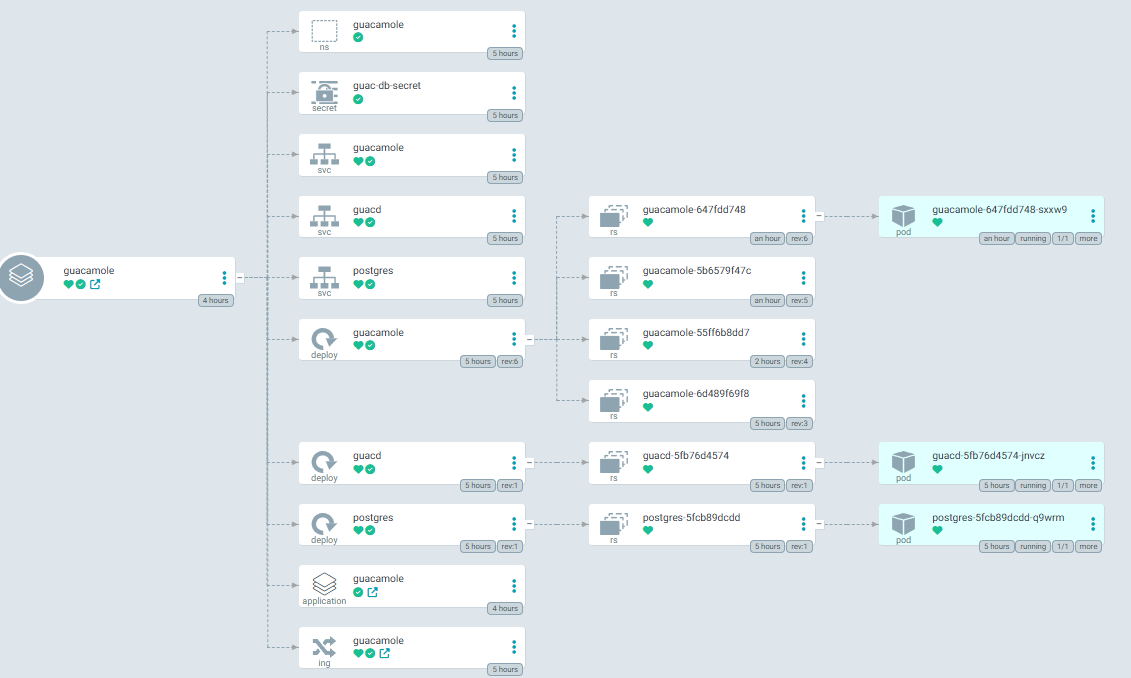 guacamole
4 hours
guacamole
ns
5 hours
guac-db-secret
secret
5 hours
guacamole
svc
5 hours
guacd
svc
5 hours
postgres
svc
5 hours
guacamole
deploy
5 hours rev:6
guacd
deploy
5 hours rev:1
postgres
deploy
5 hours rev:1
guacamole
application
4 hours
guacamole
ing
5 hours
guacamole-647fdd748
rs
an hour rev:6
guacamole-5b6579f47c
rs
an hour rev:5
guacamole-55ff6b8dd7
rs
2 hours rev:4
guacamole-6d489f69f8
rs
5 hours rev:3
guacd-5fb76d4574
rs
5 hours rev:1
postgres-5fcb89dcdd
rs
5 hours rev:1
guacamole-647fdd748-sxxw9
pod
an hour running 1/1 more
guacd-5fb76d4574-jnvcz
pod
5 hours running 1/1 more
postgres-5fcb89dcdd-q9wrm
pod
5 hours running 1/1 more